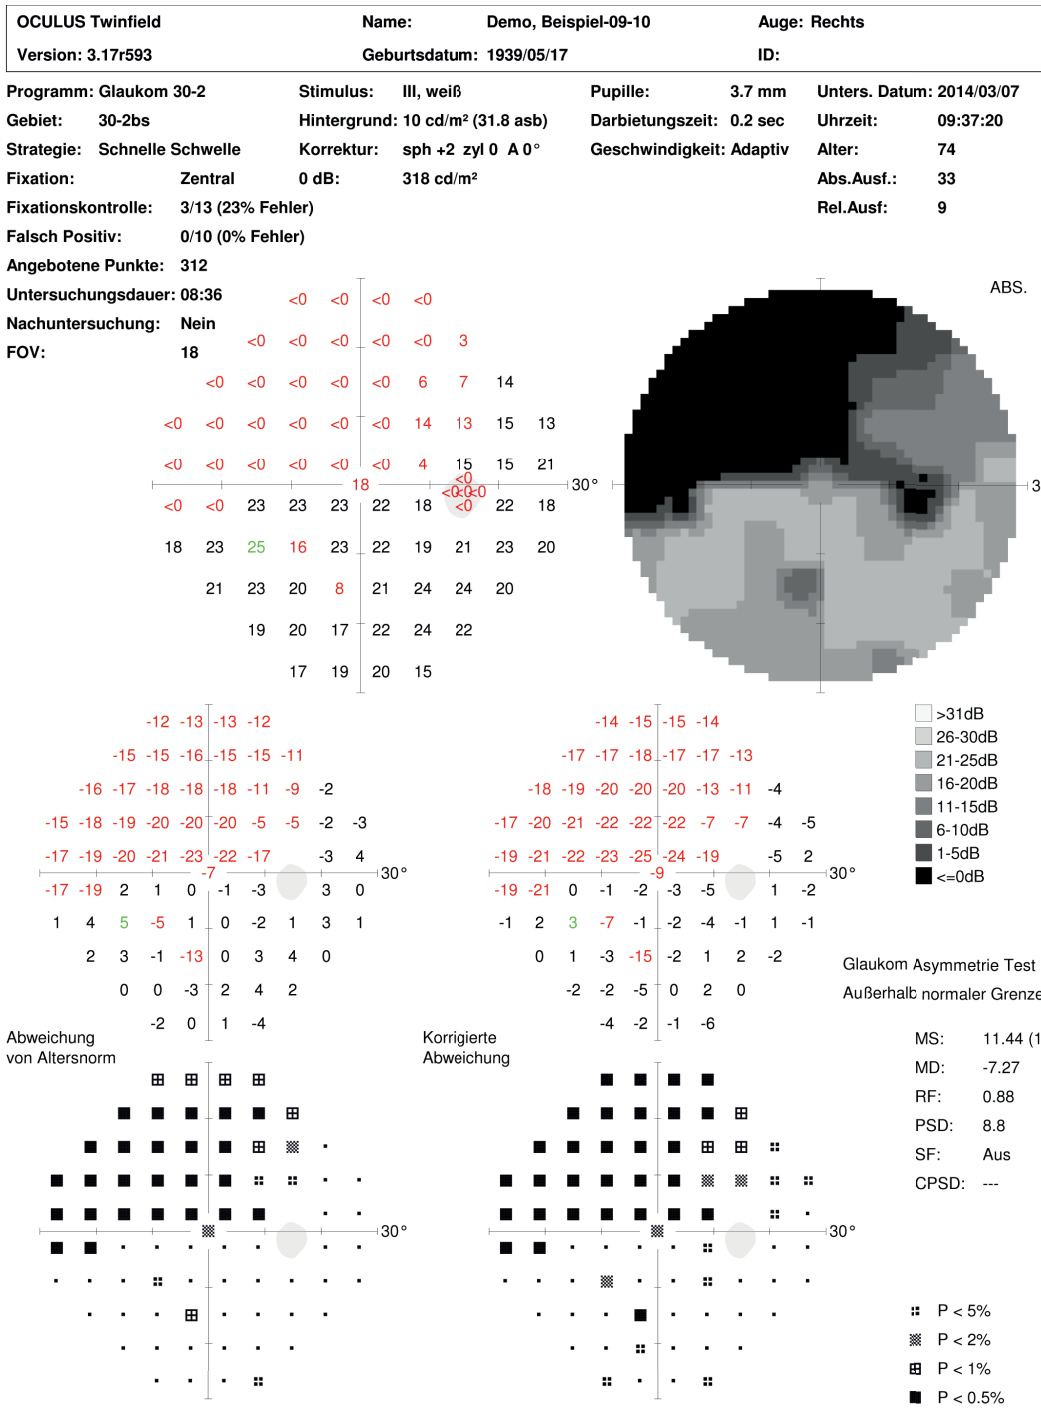 OCULUS Twinfield Name: Demo, Beispiel-09-10 Auge: Rechts
Version: 3.17r593 Geburtsdatum: 1939/05/17 ID:
Programm: Glaukom 30-2 Stimulus: III, weiß Pupille: 3.7 mm Unters. Datum: 2014/03/07
Gebiet: 30-2bs Hintergrund: 10 cd/m² (31.8 asb) Darbietungszeit: 0.2 sec Uhrzeit: 09:37:20
Strategie: Schnelle Schwelle Korrektur: sph +2 zyl 0 A 0° Geschwindigkeit: Adaptiv Alter: 74
Fixation: Zentral 0 dB: 318 cd/m² Abs.Ausf.: 33
Fixationskontrolle: 3/13 (23% Fehler) Rel.Ausf: 9
Falsch Positiv: 0/10 (0% Fehler)
Angebotene Punkte: 312
Untersuchungsdauer: 08:36
Nachuntersuchung: Nein
FOV: 18
ABS.
<0 <0 <0 <0
<0 <0 <0 <0 <0 3
<0 <0 <0 <0 <0 6 7 14
<0 <0 <0 <0 <0 <0 14 13 15 13
<0 <0 <0 <0 <0 <0 4 15 15 21
<0
18 30° 3
<0 <0 <0
<0 <0 23 23 23 22 18 <0 22 18
18 23 25 16 23 22 19 21 23 20
21 23 20 8 21 24 24 20
19 20 17 22 24 22
17 19 20 15
-12 -13 -13 -12
-15 -15 -16 -15 -15 -11
-16 -17 -18 -18 -18 -11 -9 -2
-15 -18 -19 -20 -20 -20 -5 -5 -2 -3
-17 -19 -20 -21 -23 -22 -17 -3 4
-7 30°
-17 -19 2 1 0 -1 -3 3 0
1 4 5 -5 1 0 -2 1 3 1
2 3 -1 -13 0 3 4 0
0 0 -3 2 4 2
-2 0 1 -4
Abweichung
von Altersnorm
-14 -15 -15 -14
-17 -17 -18 -17 -17 -13
-18 -19 -20 -20 -20 -13 -11 -4
-17 -20 -21 -22 -22 -22 -7 -7 -4 -5
-19 -21 -22 -23 -25 -24 -19 -5 2
-9 30°
-19 -21 0 -1 -2 -3 -5 1 -2
-1 2 3 -7 -1 -2 -4 -1 1 -1
0 1 -3 -15 -2 1 2 -2
-2 -2 -5 0 2 0
-4 -2 -1 -6
Korrigierte
Abweichung
>31dB
26-30dB
21-25dB
16-20dB
11-15dB
6-10dB
1-5dB
<=0dB
Glaukom Asymmetrie Test
Außerhalb normaler Grenze
MS: 11.44 (1
MD: -7.27
RF: 0.88
PSD: 8.8
SF: Aus
CPSD: ---
30°
30°
P < 5%
P < 2%
P < 1%
P < 0.5%